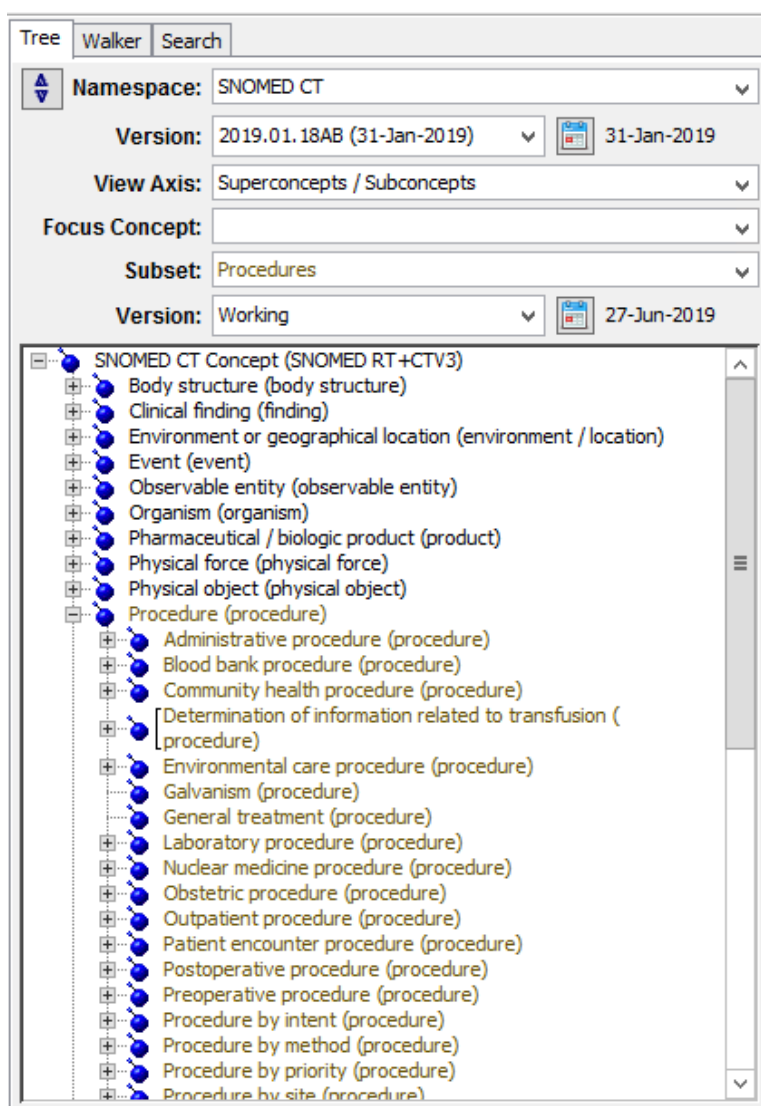 Tree Walker Search
Namespace: SNOMED CT
Version: 2019.01.18AB (31-Jan-2019) 31-Jan-2019
View Axis: Superconcepts / Subconcepts
Focus Concept:
Subset: Procedures
Version: Working 27-Jun-2019
SNOMED CT Concept (SNOMED RT+CTV3)
Body structure (body structure)
Clinical finding (finding)
Environment or geographical location (environment / location)
Event (event)
Observable entity (observable entity)
Organism (organism)
Pharmaceutical / biologic product (product)
Physical force (physical force)
Physical object (physical object)
Procedure (procedure)
Administrative procedure (procedure)
Blood bank procedure (procedure)
Community health procedure (procedure)
Determination of information related to transfusion (
procedure)
Environmental care procedure (procedure)
Galvanism (procedure)
General treatment (procedure)
Laboratory procedure (procedure)
Nuclear medicine procedure (procedure)
Obstetric procedure (procedure)
Outpatient procedure (procedure)
Patient encounter procedure (procedure)
Postoperative procedure (procedure)
Preoperative procedure (procedure)
Procedure by intent (procedure)
Procedure by method (procedure)
Procedure by priority (procedure)
Procedure by site (procedure)